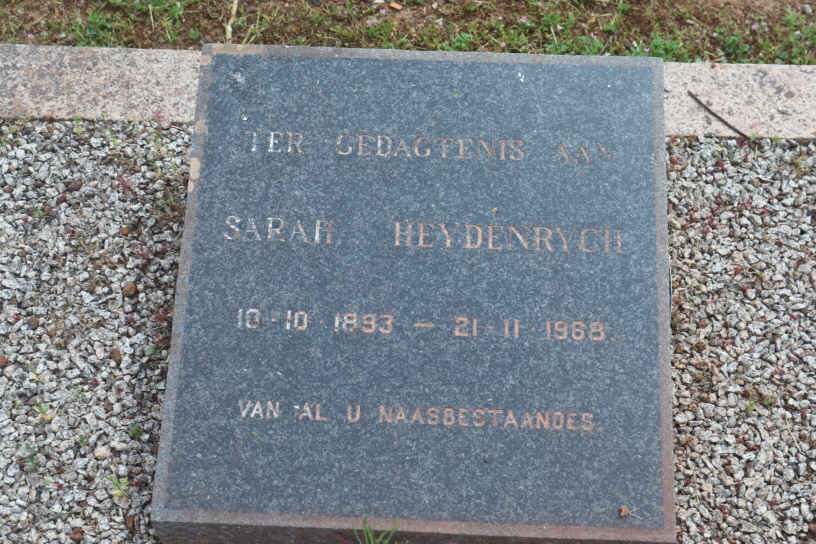 TER GEDAGTENIS AAN
SARAH HEYDENRYCH
10-10-1893 — 21-11-1968
VAN AL U NAASBESTAANDES